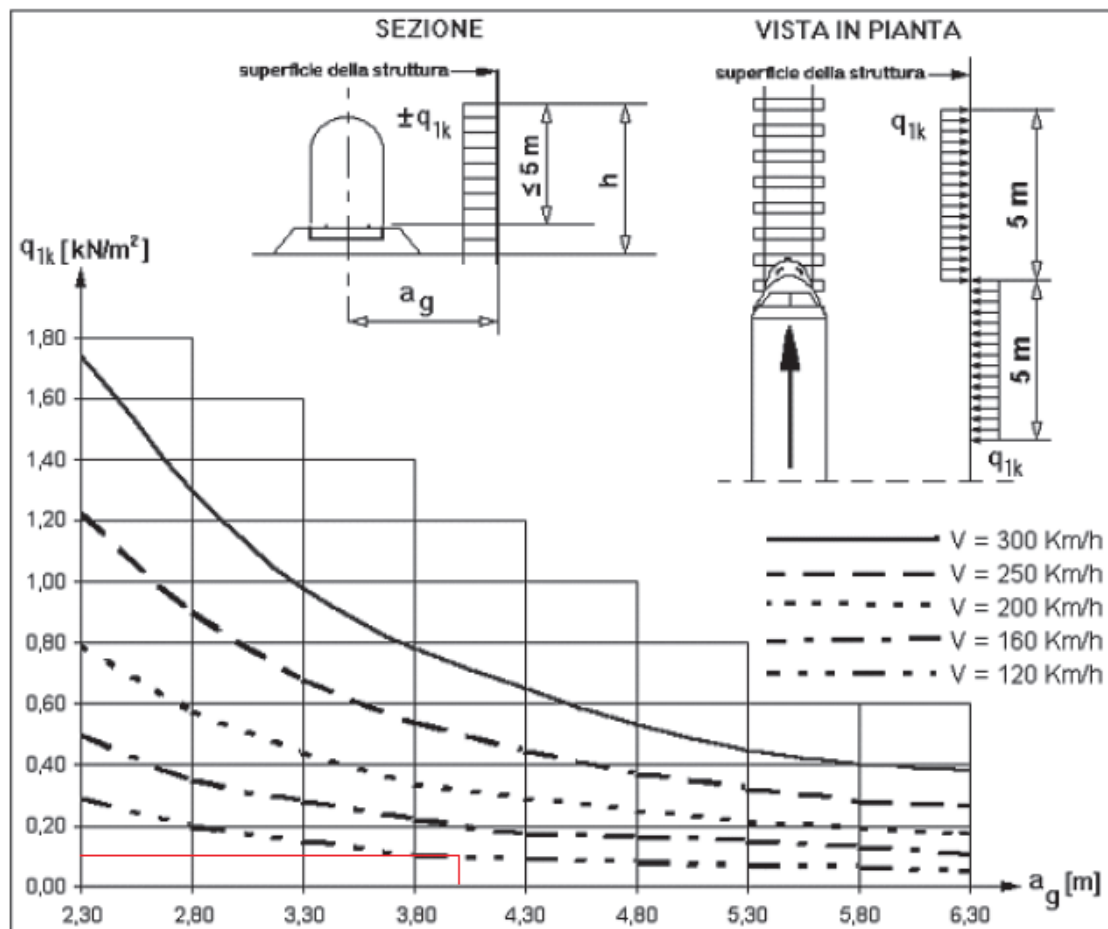 SEZIONE
VISTA IN PIANTA
superficie della struttura
superficie della struttura
±q1k
≤ 5 m
h
ag
q1k
5 m
5 m
q1k
q1k [kN/m²]
1,80
1,60
1,40
1,20
1,00
0,80
0,60
0,40
0,20
0,00
V = 300 Km/h
V = 250 Km/h
V = 200 Km/h
V = 160 Km/h
V = 120 Km/h
2,30 2,80 3,30 3,80 4,30 4,80 5,30 5,80 6,30
ag [m]